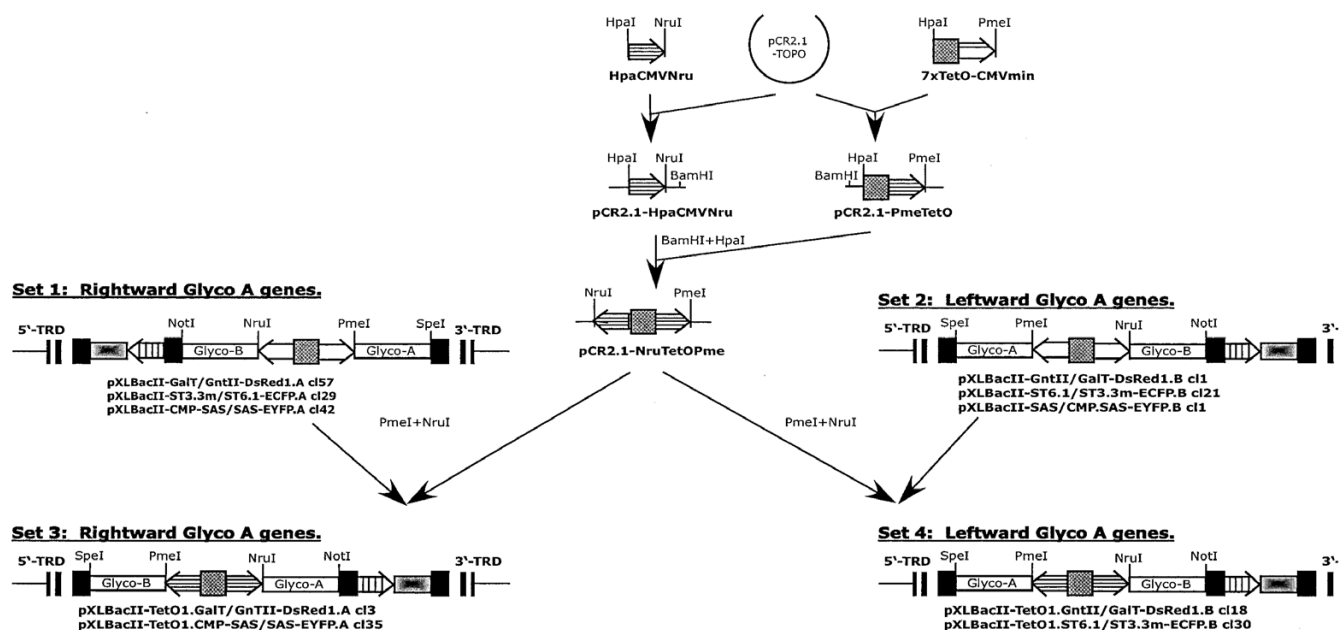 HpaI NruI
pCR2.1
-TOPO
HpaI PmeI
HpaCMVNru
7xTetO-CMVmin
HpaI NruI
BamHI
HpaI PmeI
BamHI
pCR2.1-HpaCMVNru
pCR2.1-PmeTetO
BamHI+HpaI
Set 1: Rightward Glyco A genes.
5'-TRD NotI NruI PmeI SpeI 3'-TRD
Glyco-B Glyco-A
pXLBacII-GalT/GntII-DsRed1.A cl57
pXLBacII-ST3.3m/ST6.1-ECFP.A cl29
pXLBacII-CMP-SAS/SAS-EYFP.A cl42
NruI PmeI
pCR2.1-NruTetOPme
Set 2: Leftward Glyco A genes.
5'-TRD SpeI PmeI NruI NotI 3'-
Glyco-A Glyco-B
pXLBacII-GntII/GalT-DsRed1.B cl1
pXLBacII-ST6.1/ST3.3m-ECFP.B cl21
pXLBacII-SAS/CMP.SAS-EYFP.B cl1
PmeI+NruI
PmeI+NruI
Set 3: Rightward Glyco A genes.
5'-TRD SpeI PmeI NruI NotI 3'-TRD
Glyco-B Glyco-A
pXLBacII-TetO1.GalT/GnTII-DsRed1.A cl3
pXLBacII-TetO1.CMP-SAS/SAS-EYFP.A cl35
Set 4: Leftward Glyco A genes.
5'-TRD SpeI PmeI NruI NotI 3'-
Glyco-A Glyco-B
pXLBacII-TetO1.GntII/GalT-DsRed1.B cl18
pXLBacII-TetO1.ST6.1/ST3.3m-ECFP.B cl30